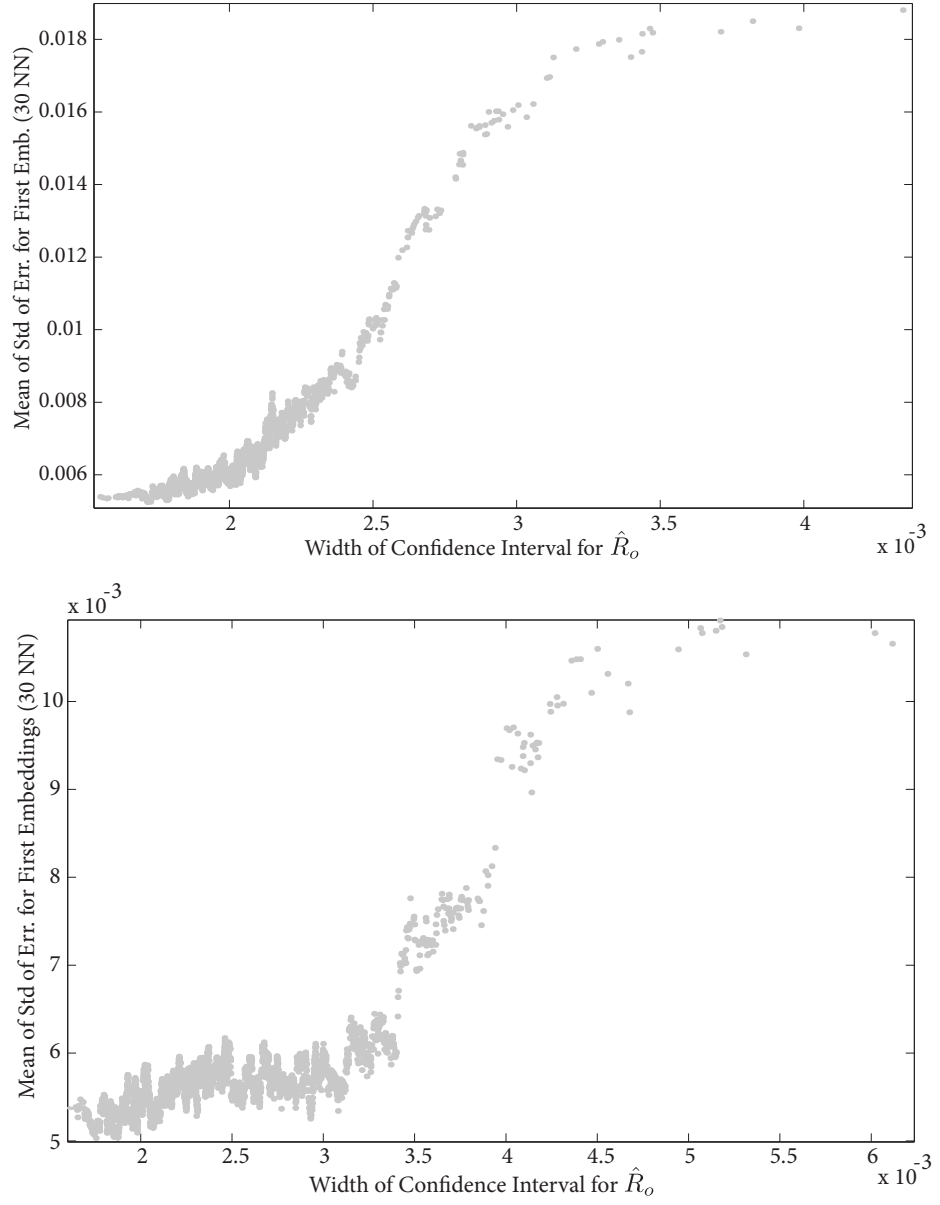 Mean of Std of Err. for First Emb. (30 NN)
0.018
0.016
0.014
0.012
0.01
0.008
0.006
2 2.5 3 3.5 4
x 10-3
Width of Confidence Interval for R̂o
x 10-3
Mean of Std of Err. for First Embeddings (30 NN)
10
9
8
7
6
5
2 2.5 3 3.5 4 4.5 5 5.5 6
x 10-3
Width of Confidence Interval for R̂o